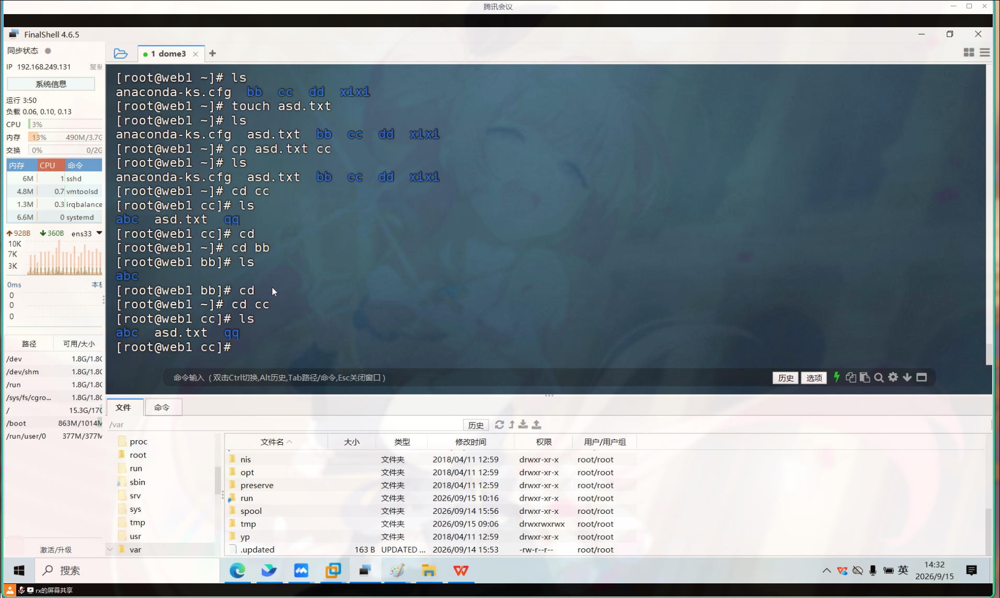 腾讯会议
FinalShell 4.6.5
同步状态
1 dome3
IP 192.168.249.131 复制
系统信息
运行 3:50
负载 0.06, 0.10, 0.13
CPU 3%
内存 13% 490M/3.7G
交换 0% 0/2G
内存 CPU 命令
6M 1 sshd
4.8M 0.7 vmtoolsd
1.3M 0.3 irqbalance
6.6M 0 systemd
928B 360B ens33
10K
7K
3K
0ms 本机
0
0
0
路径 可用/大小
/dev 1.8G/1.8G
/dev/shm 1.8G/1.8G
/run 1.8G/1.8G
/sys/fs/cgro... 1.8G/1.8G
/ 15.3G/17G
/boot 863M/1014M
/run/user/0 377M/377M
激活/升级
[root@web1 ~]# ls
anaconda-ks.cfg bb cc dd xixi
[root@web1 ~]# touch asd.txt
[root@web1 ~]# ls
anaconda-ks.cfg asd.txt bb cc dd xixi
[root@web1 ~]# cp asd.txt cc
[root@web1 ~]# ls
anaconda-ks.cfg asd.txt bb cc dd xixi
[root@web1 ~]# cd cc
[root@web1 cc]# ls
abc asd.txt qq
[root@web1 cc]# cd
[root@web1 ~]# cd bb
[root@web1 bb]# ls
abc
[root@web1 bb]# cd
[root@web1 ~]# cd cc
[root@web1 cc]# ls
abc asd.txt qq
[root@web1 cc]#
命令输入 (双击Ctrl切换,Alt历史,Tab路径/命令,Esc关闭窗口) 历史 选项
文件 命令
/var 历史
proc
root
run
sbin
srv
sys
tmp
usr
var
文件名 大小 类型 修改时间 权限 用户/用户组
nis 文件夹 2018/04/11 12:59 drwxr-xr-x root/root
opt 文件夹 2018/04/11 12:59 drwxr-xr-x root/root
preserve 文件夹 2018/04/11 12:59 drwxr-xr-x root/root
run 文件夹 2026/09/15 10:16 drwxr-xr-x root/root
spool 文件夹 2026/09/14 15:56 drwxr-xr-x root/root
tmp 文件夹 2026/09/15 09:06 drwxrwxrwx root/root
yp 文件夹 2018/04/11 12:59 drwxr-xr-x root/root
.updated 163 B UPDATED ... 2026/09/14 15:53 -rw-r--r-- root/root
搜索
英
14:32
2026/9/15
rx的屏幕共享